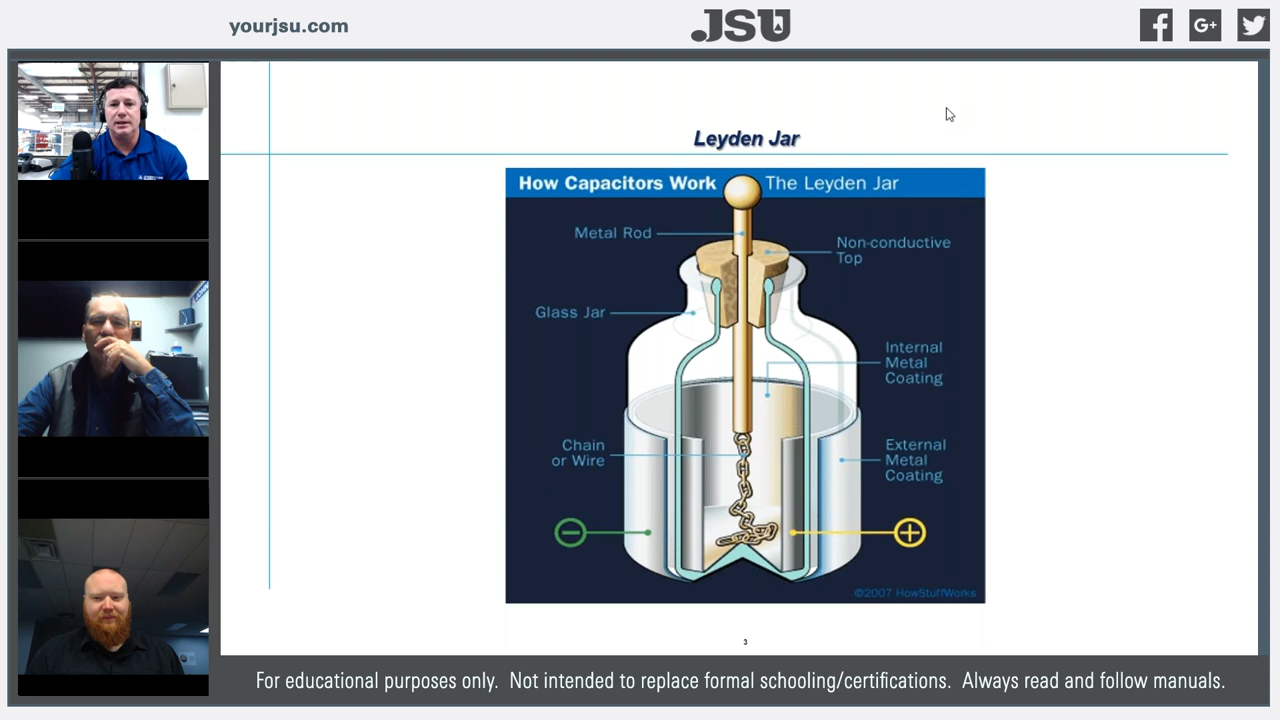 yourjsu.com
JSU
G+
Leyden Jar
How Capacitors Work
The Leyden Jar
Metal Rod
Non-conductive
Top
Glass Jar
Internal
Metal
Coating
Chain
or Wire
External
Metal
Coating
−
+
©2007 HowStuffWorks
3
For educational purposes only. Not intended to replace formal schooling/certifications. Always read and follow manuals.